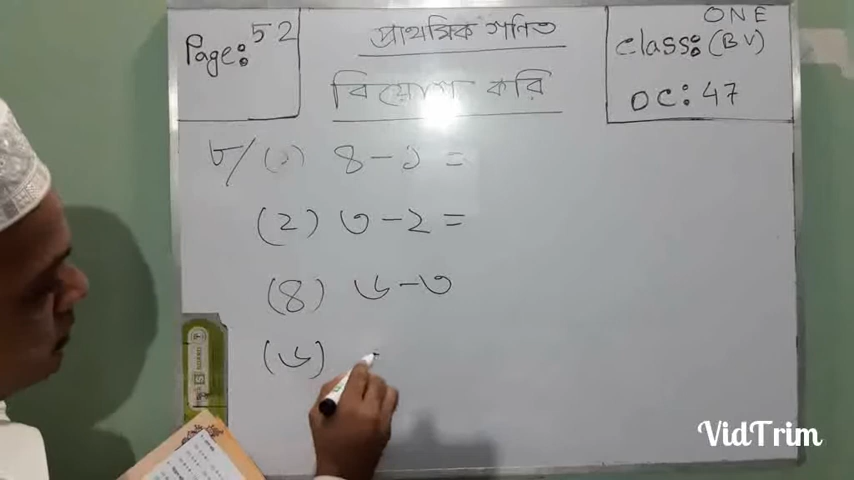 Page: 52
প্রাথমিক গণিত
বিয়োগ করি
ONE
Class: (BV)
OC: 47
৮/ (১) ৪ - ১ =
(২) ৩ - ২ =
(৪) ৬ - ৩
(৬)
VidTrim